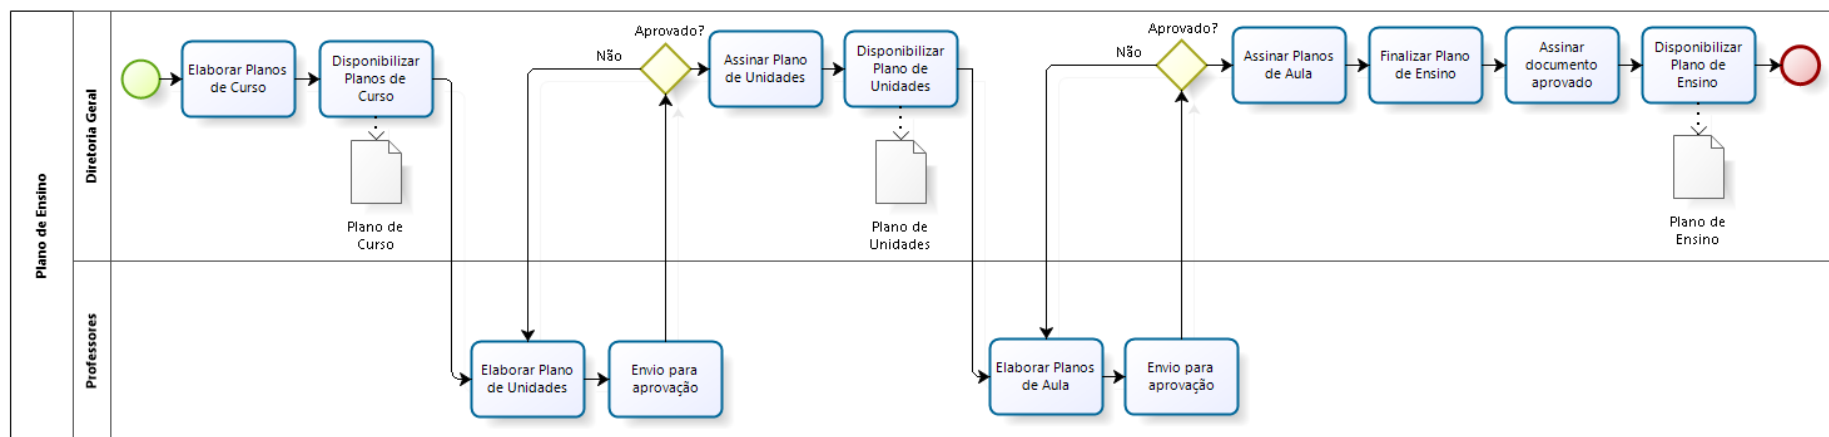 Plano de Ensino
Diretoria Geral
Elaborar Planos
de Curso
Disponibilizar
Planos de
Curso
Plano de
Curso
Não
Aprovado?
Assinar Plano
de Unidades
Disponibilizar
Plano de
Unidades
Plano de
Unidades
Não
Aprovado?
Assinar Planos
de Aula
Finalizar Plano
de Ensino
Assinar
documento
aprovado
Disponibilizar
Plano de
Ensino
Plano de
Ensino
Professores
Elaborar Plano
de Unidades
Envio para
aprovação
Elaborar Planos
de Aula
Envio para
aprovação